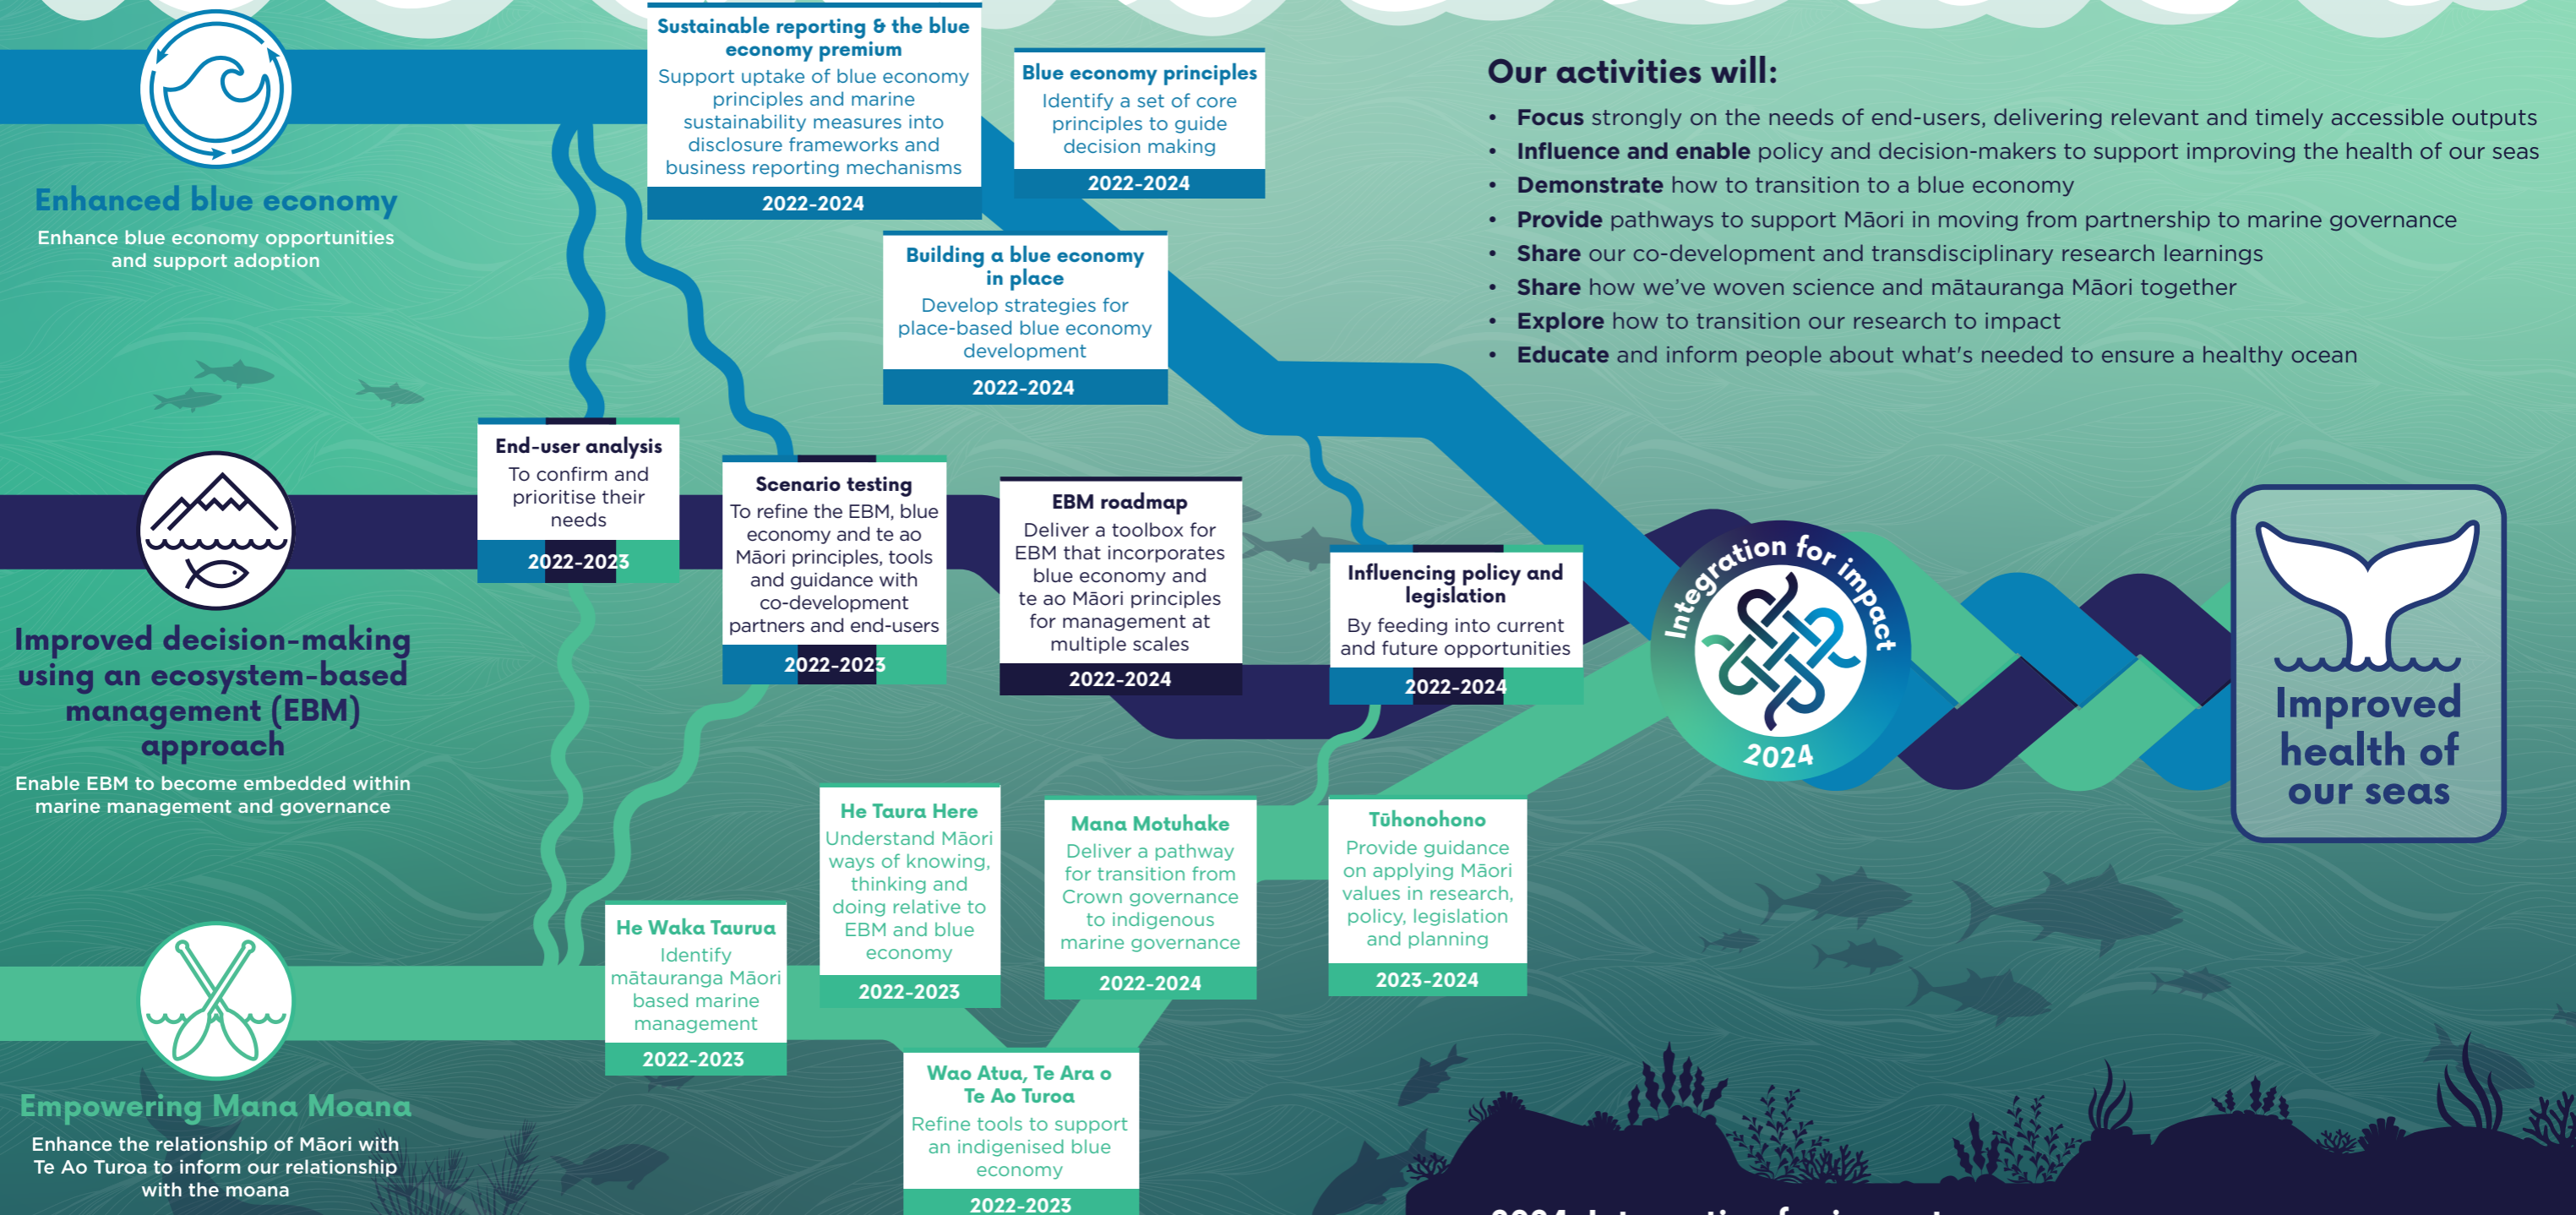 Enhanced blue economy
Enhance blue economy opportunities
and support adoption
Sustainable reporting & the blue
economy premium
Support uptake of blue economy
principles and marine
sustainability measures into
disclosure frameworks and
business reporting mechanisms
2022-2024
Blue economy principles
Identify a set of core
principles to guide
decision making
2022-2024
Building a blue economy
in place
Develop strategies for
place-based blue economy
development
2022-2024
Our activities will:
• Focus strongly on the needs of end-users, delivering relevant and timely accessible outputs
• Influence and enable policy and decision-makers to support improving the health of our seas
• Demonstrate how to transition to a blue economy
• Provide pathways to support Māori in moving from partnership to marine governance
• Share our co-development and transdisciplinary research learnings
• Share how we’ve woven science and mātauranga Māori together
• Explore how to transition our research to impact
• Educate and inform people about what's needed to ensure a healthy ocean
Improved decision-making
using an ecosystem-based
management (EBM)
approach
Enable EBM to become embedded within
marine management and governance
End-user analysis
To confirm and
prioritise their
needs
2022-2023
Scenario testing
To refine the EBM, blue
economy and te ao
Māori principles, tools
and guidance with
co-development
partners and end-users
2022-2023
EBM roadmap
Deliver a toolbox for
EBM that incorporates
blue economy and
te ao Māori principles
for management at
multiple scales
2022-2024
Influencing policy and
legislation
By feeding into current
and future opportunities
2022-2024
Integration for impact
2024
Improved
health of
our seas
Empowering Mana Moana
Enhance the relationship of Māori with
Te Ao Turoa to inform our relationship
with the moana
He Waka Taurua
Identify
mātauranga Māori
based marine
management
2022-2023
He Taura Here
Understand Māori
ways of knowing,
thinking and
doing relative to
EBM and blue
economy
2022-2023
Wao Atua, Te Ara o
Te Ao Turoa
Refine tools to support
an indigenised blue
economy
2022-2023
Mana Motuhake
Deliver a pathway
for transition from
Crown governance
to indigenous
marine governance
2022-2024
Tūhonohono
Provide guidance
on applying Māori
values in research,
policy, legislation
and planning
2023-2024